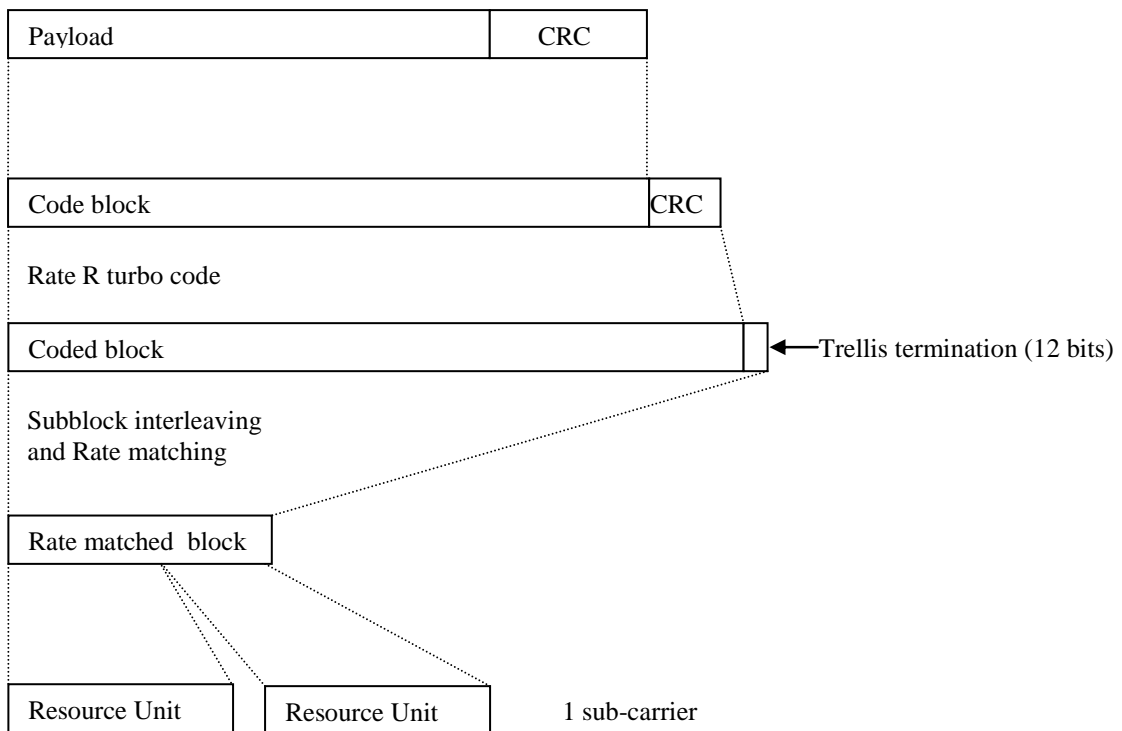 Payload
CRC
Code block
CRC
Rate R turbo code
Coded block
Trellis termination (12 bits)
Subblock interleaving
and Rate matching
Rate matched block
Resource Unit
Resource Unit
1 sub-carrier